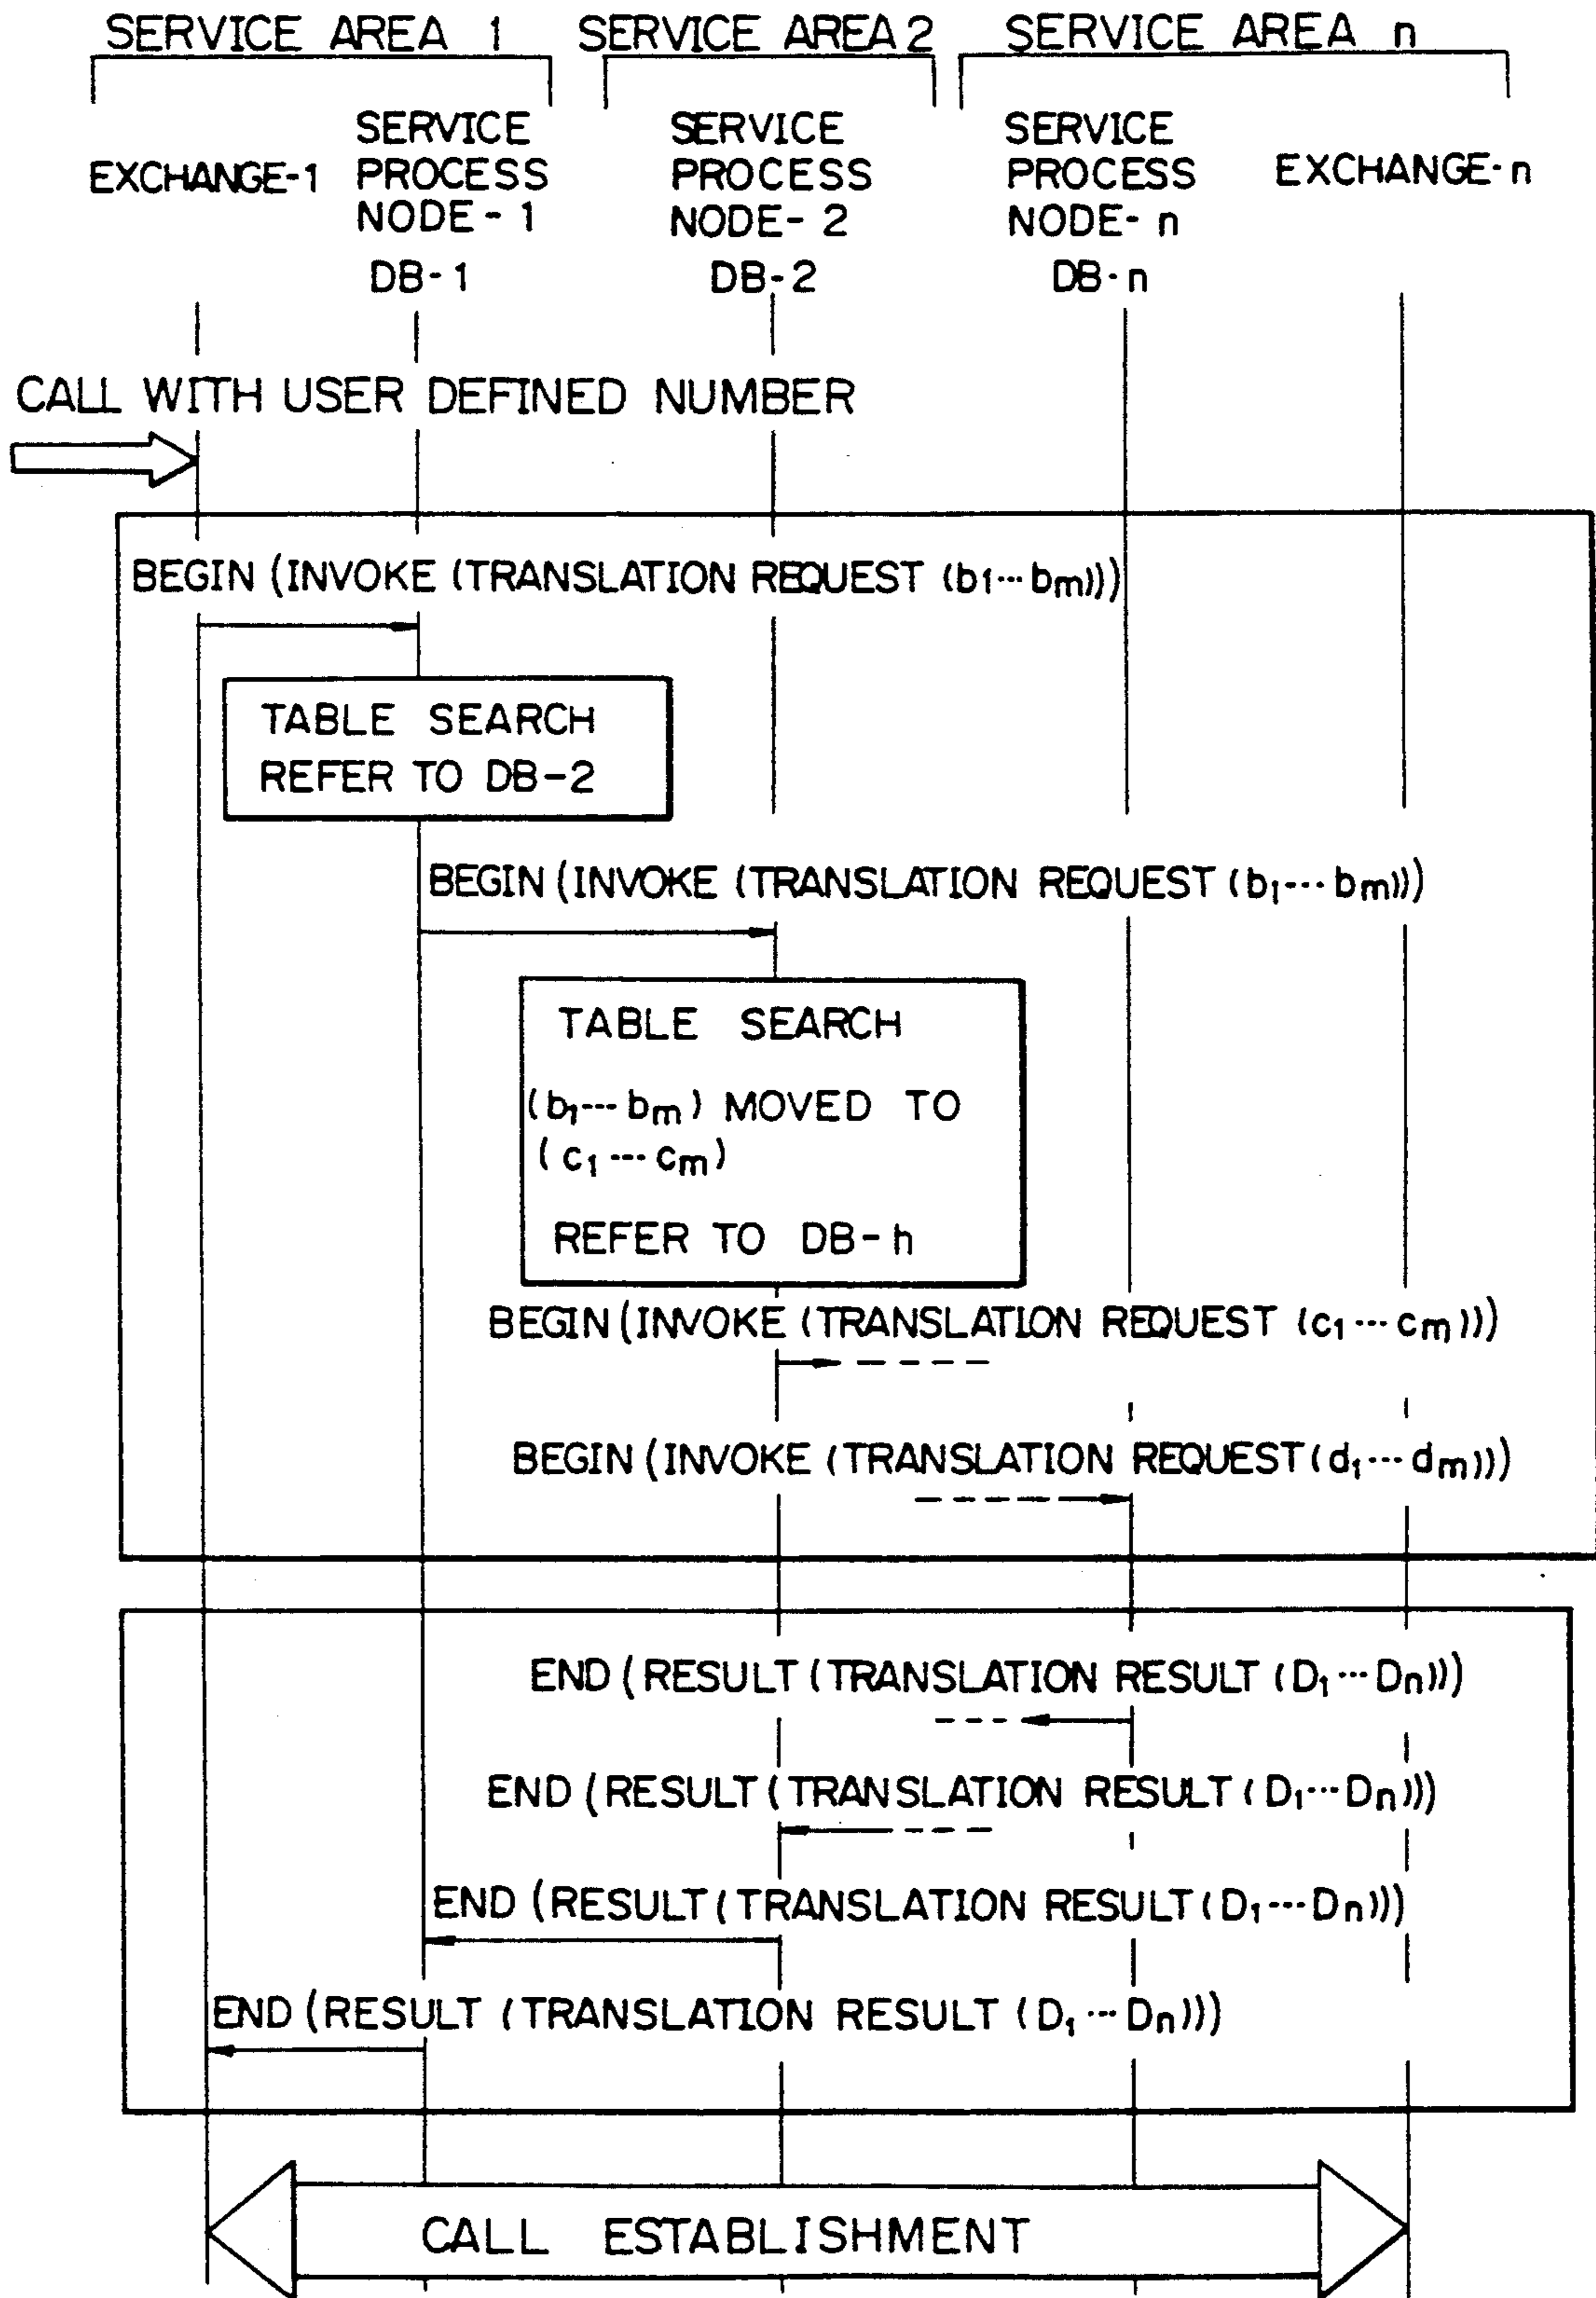 SERVICE AREA 1 SERVICE AREA 2 SERVICE AREA n
EXCHANGE-1
SERVICE
PROCESS
NODE-1
DB-1
SERVICE
PROCESS
NODE-2
DB-2
SERVICE
PROCESS
NODE-n
DB-n
EXCHANGE-n
CALL WITH USER DEFINED NUMBER
BEGIN (INVOKE (TRANSLATION REQUEST (b1---bm)))
TABLE SEARCH
REFER TO DB-2
BEGIN (INVOKE (TRANSLATION REQUEST (b1---bm)))
TABLE SEARCH
(b1---bm) MOVED TO
(c1---cm)
REFER TO DB-h
BEGIN (INVOKE (TRANSLATION REQUEST (c1---cm)))
BEGIN (INVOKE (TRANSLATION REQUEST (d1---dm)))
END (RESULT (TRANSLATION RESULT (D1---Dn)))
END (RESULT (TRANSLATION RESULT (D1---Dn)))
END (RESULT (TRANSLATION RESULT (D1---Dn)))
END (RESULT (TRANSLATION RESULT (D1---Dn)))
CALL ESTABLISHMENT